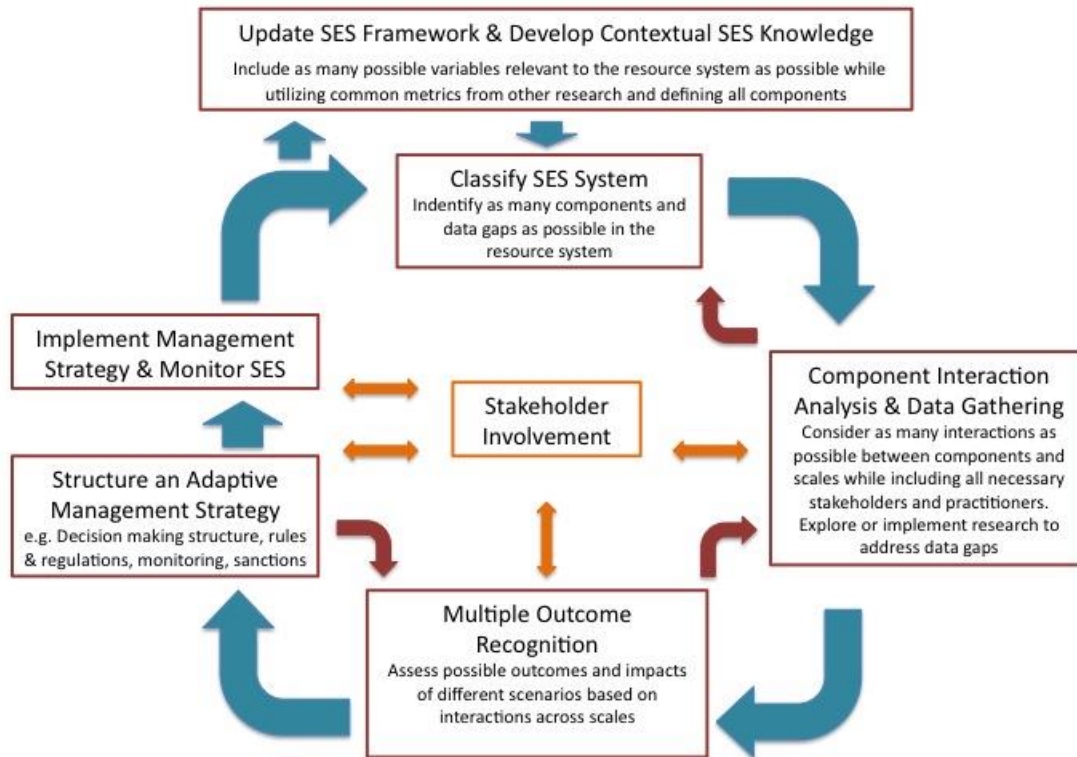 Update SES Framework & Develop Contextual SES Knowledge
Include as many possible variables relevant to the resource system as possible while
utilizing common metrics from other research and defining all components
Classify SES System
Indentify as many components and
data gaps as possible in the
resource system
Implement Management
Strategy & Monitor SES
Stakeholder
Involvement
Component Interaction
Analysis & Data Gathering
Consider as many interactions as
possible between components and
scales while including all necessary
stakeholders and practitioners.
Explore or implement research to
address data gaps
Structure an Adaptive
Management Strategy
e.g. Decision making structure, rules
& regulations, monitoring, sanctions
Multiple Outcome
Recognition
Assess possible outcomes and impacts
of different scenarios based on
interactions across scales